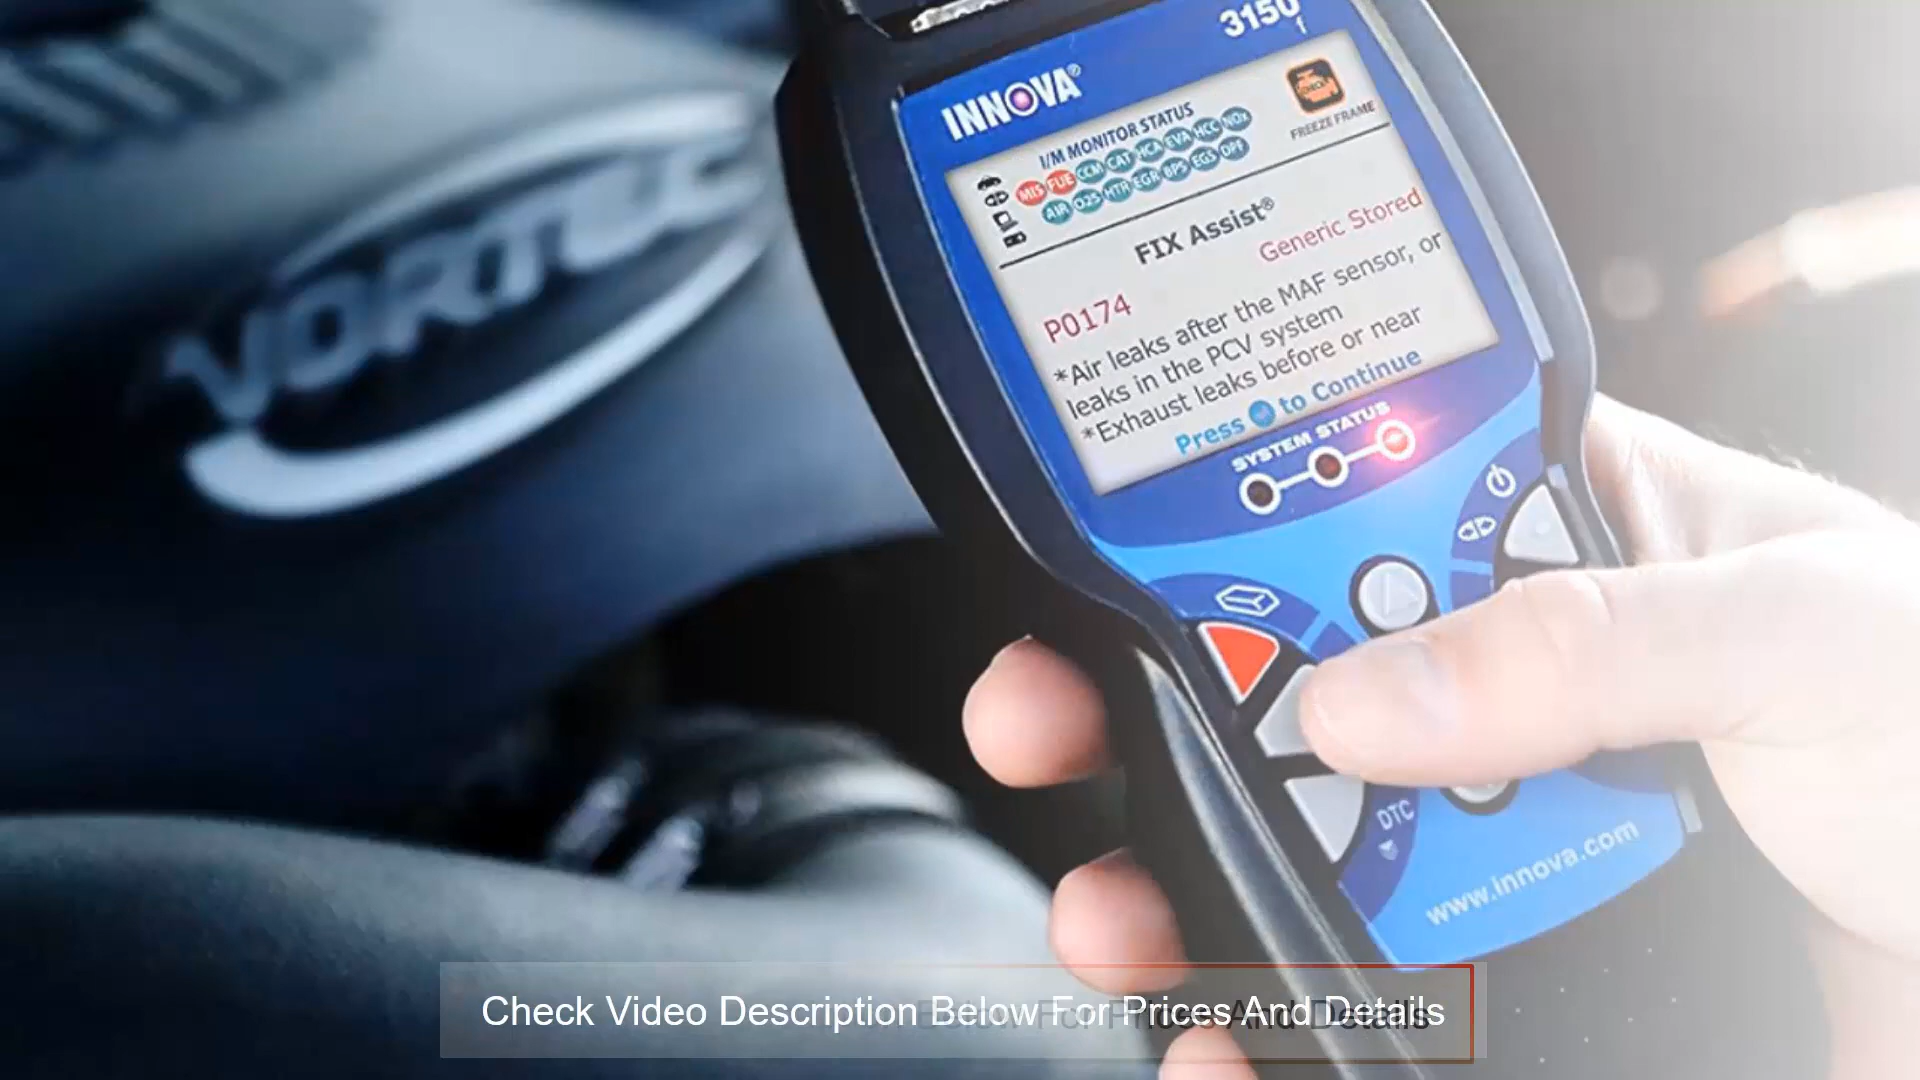 VORTEC
3150
f
INNOVA®
I/M MONITOR STATUS
MIS FUE CCM CAT HCA EVA HCC NOx
AIR O2S HTR EGR BPS EGS DPF
CHECK
FREEZE FRAME
FIX Assist®
Generic Stored
P0174
*Air leaks after the MAF sensor, or
leaks in the PCV system
*Exhaust leaks before or near
Press to Continue
SYSTEM STATUS
DTC
www.innova.com
Check Video Description Below For Prices And Details